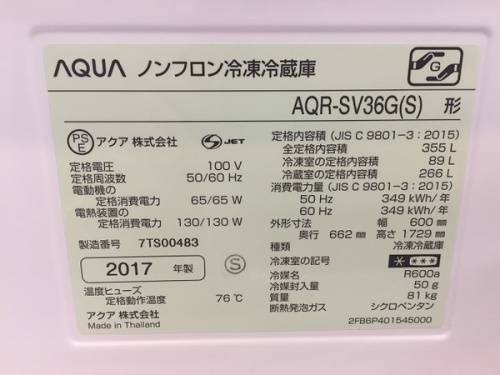 AQUA ノンフロン冷凍冷蔵庫
G
AQR-SV36G(S) 形
PS E アクア 株式会社 S JET
定格電圧 100 V
定格周波数 50/60 Hz
電動機の
定格消費電力 65/65 W
電熱装置の
定格消費電力 130/130 W
製造番号 7TS00483
2017 年製 S
温度ヒューズ
定格動作温度 76℃
アクア 株式会社
Made in Thailand
定格内容積 (JIS C 9801-3 : 2015)
全定格内容積 355 L
冷凍室の定格内容積 89 L
冷蔵室の定格内容積 266 L
消費電力量 (JIS C 9801-3 : 2015)
50 Hz 349 kWh/年
60 Hz 349 kWh/年
外形寸法 幅 600 mm
奥行 662 mm 高さ 1729 mm
種類 冷凍冷蔵庫
冷凍室の記号 * ***
冷媒名 R600a
冷媒封入量 50 g
質量 81 kg
断熱発泡ガス シクロペンタン
2FB6P401545000